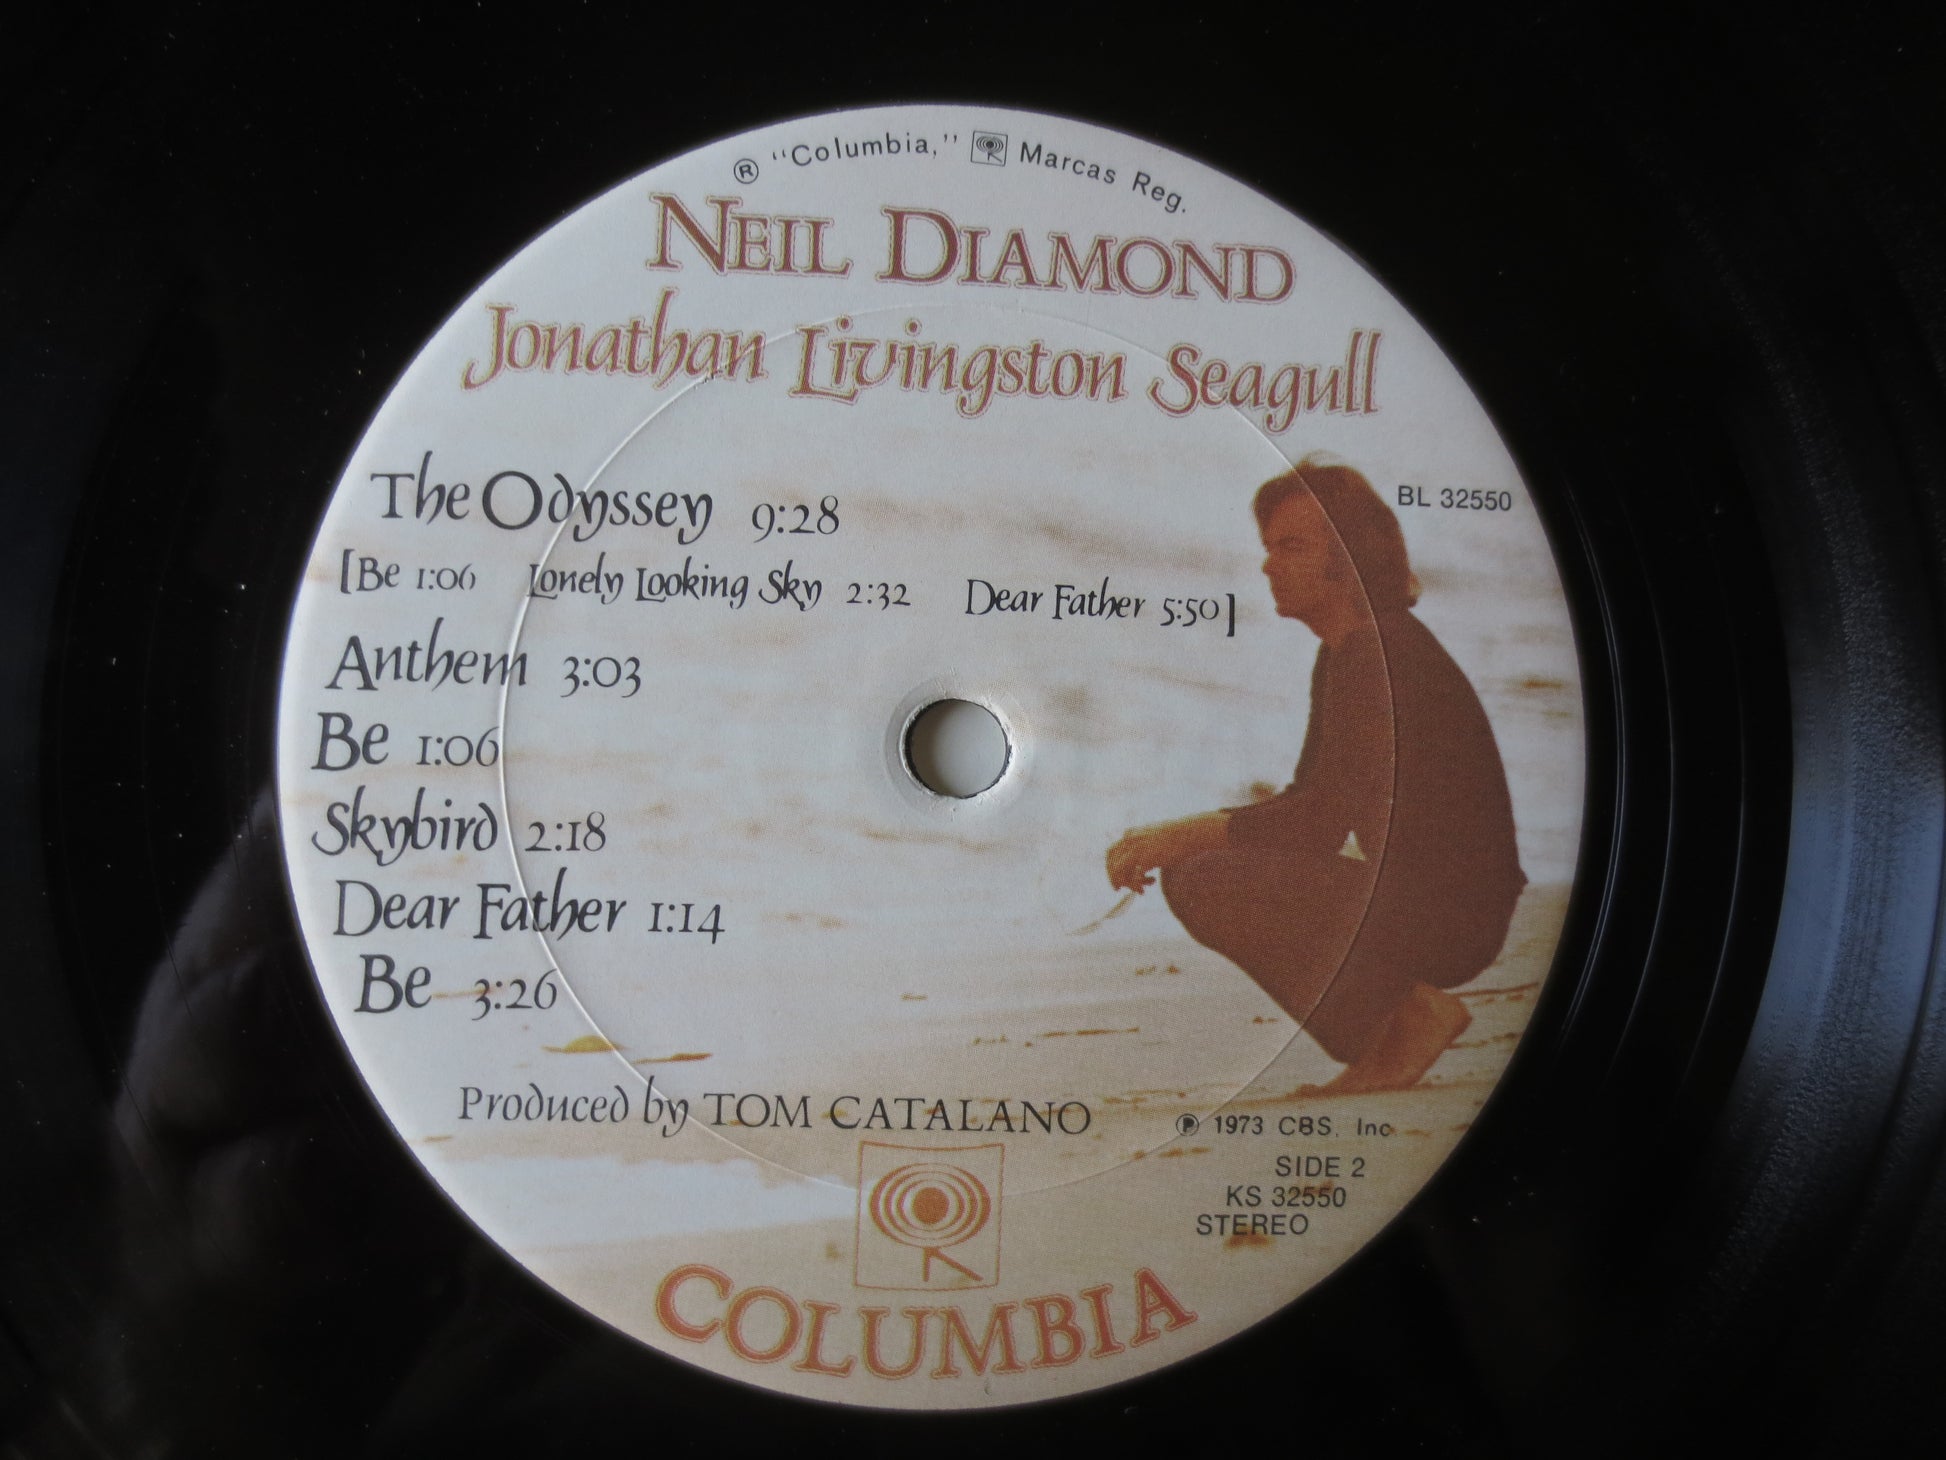 ® "Columbia," Marcas Reg.
NEIL DIAMOND
Jonathan Livingston Seagull
BL 32550
The Odyssey 9:28
[Be 1:06 Lonely Looking Sky 2:32 Dear Father 5:50]
Anthem 3:03
Be 1:06
Skybird 2:18
Dear Father 1:14
Be 3:26
Produced by TOM CATALANO
℗ 1973 CBS, Inc.
SIDE 2
KS 32550
STEREO
COLUMBIA